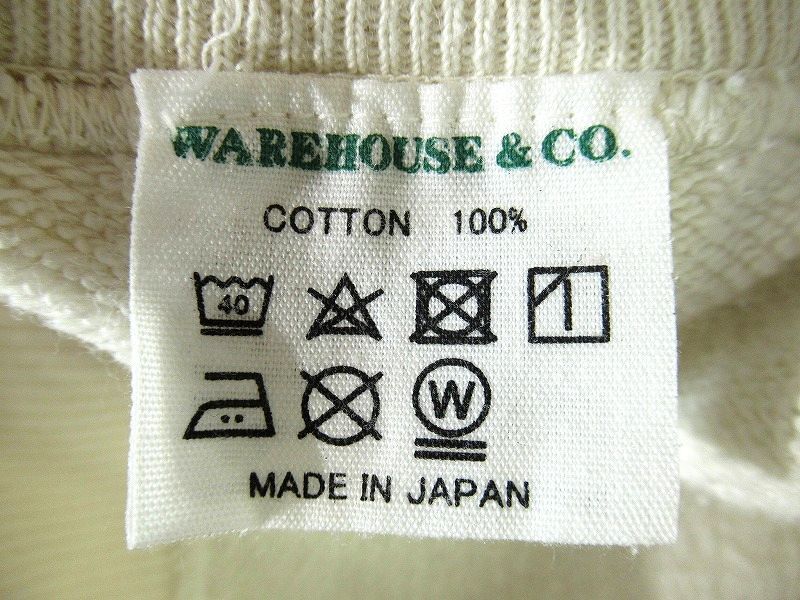 WAREHOUSE & CO.
COTTON 100%
40
W
MADE IN JAPAN